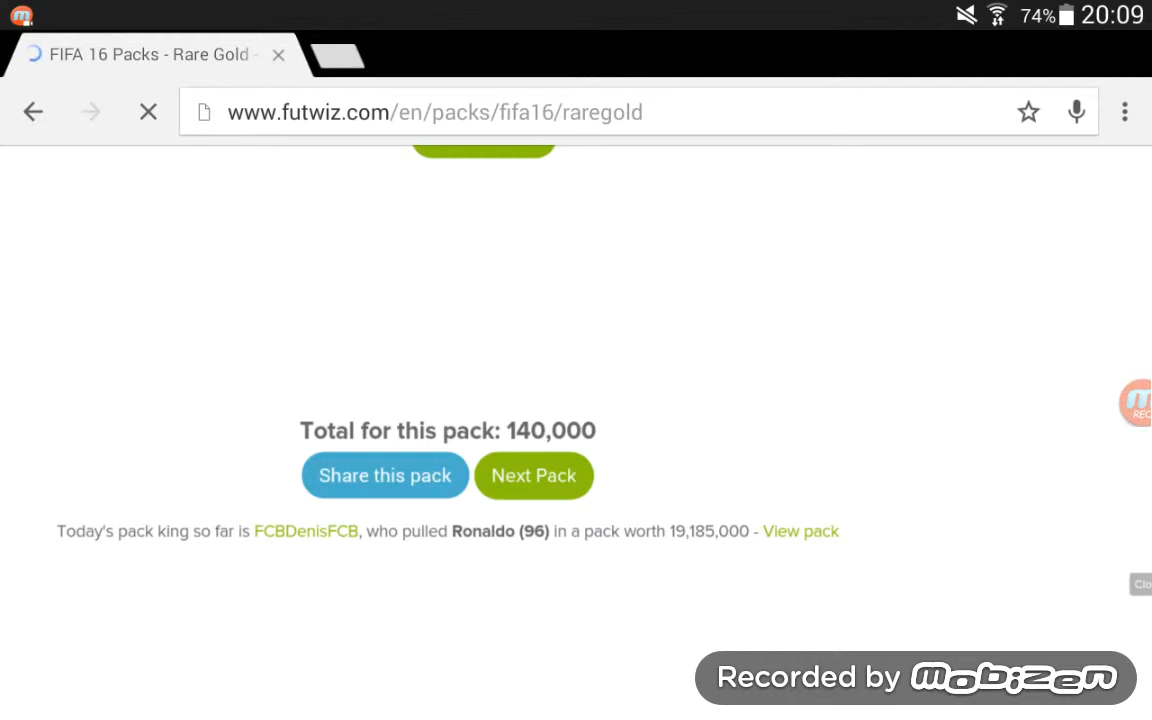 74% 20:09
FIFA 16 Packs - Rare Gold -
www.futwiz.com/en/packs/fifa16/raregold
REC
Total for this pack: 140,000
Share this pack Next Pack
Today's pack king so far is FCBDenisFCB, who pulled Ronaldo (96) in a pack worth 19,185,000 - View pack
Clo
Recorded by mobizen